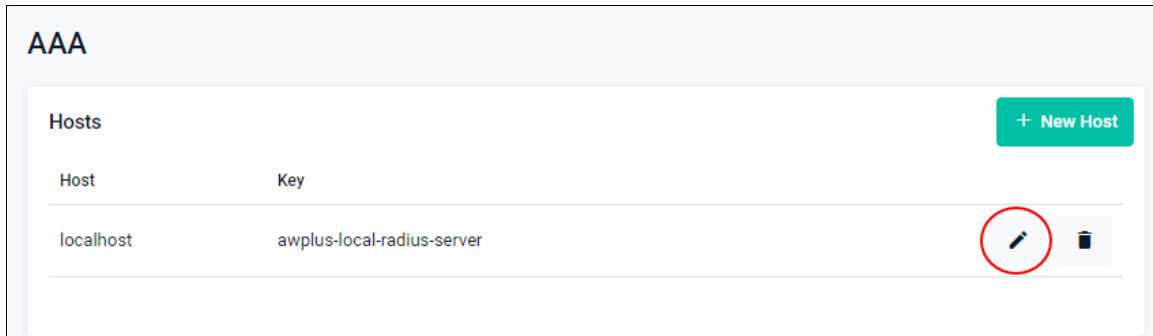 AAA
Hosts
+ New Host
Host Key
localhost awplus-local-radius-server